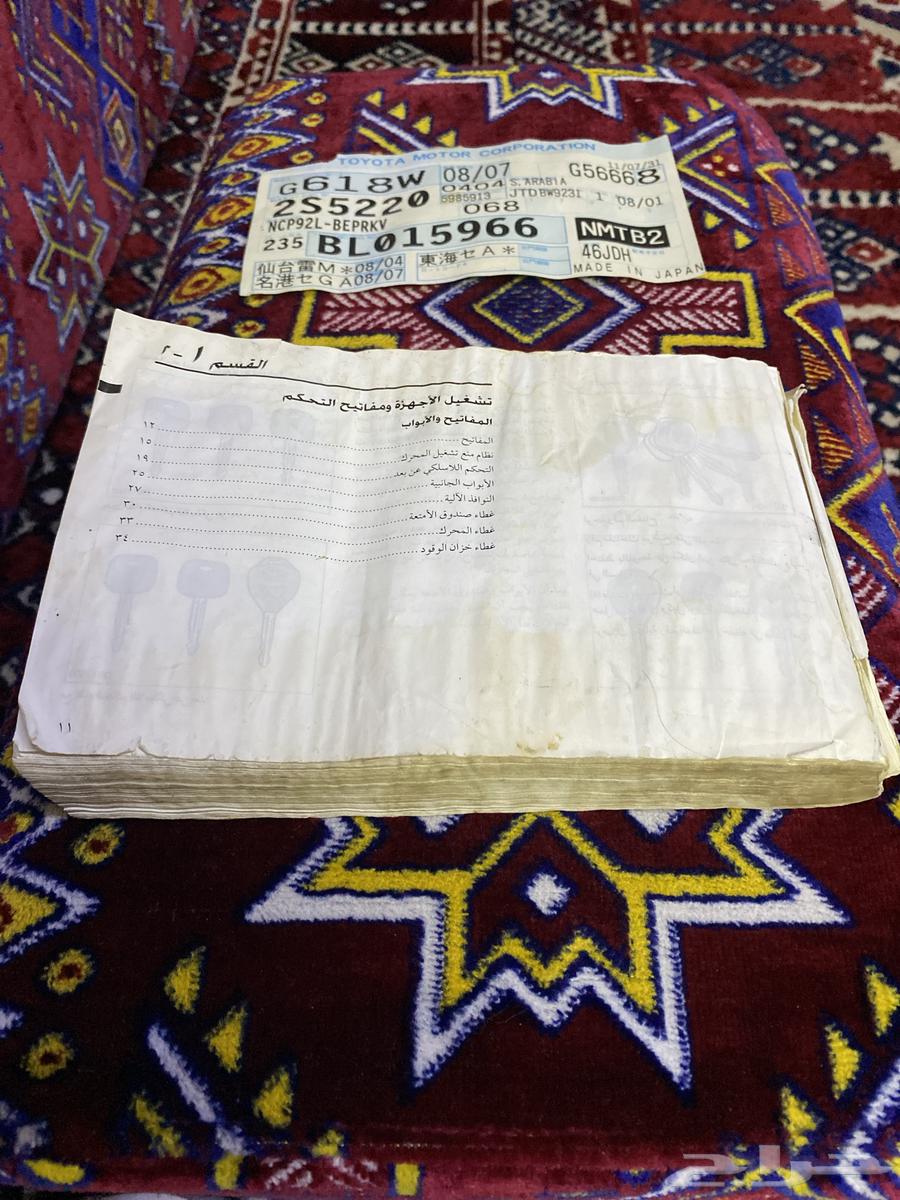 TOYOTA MOTOR CORPORATION
G618W 08/07 11/07/31 G56668
2S5220 0404 S.ARABIA
5985913 JTDBW9231 1 08/01
NCP92L-BEPRKV 068
235 BL015966 NMTB2
46JDH
仙台雷M*08/04 東海セA*
名港セGA08/07 MADE IN JAPAN
القسم ١-٢
تشغيل الأجهزة ومفاتيح التحكم
المفاتيح والأبواب
المفاتيح ............ ١٢
نظام منع تشغيل المحرك ............ ١٥
التحكم اللاسلكي عن بعد ............ ١٩
الأبواب الجانبية ............ ٢٥
النوافذ الآلية ............ ٢٧
غطاء صندوق الأمتعة ............ ٣٠
غطاء المحرك ............ ٣٣
غطاء خزان الوقود ............ ٣٤
١١
حراج